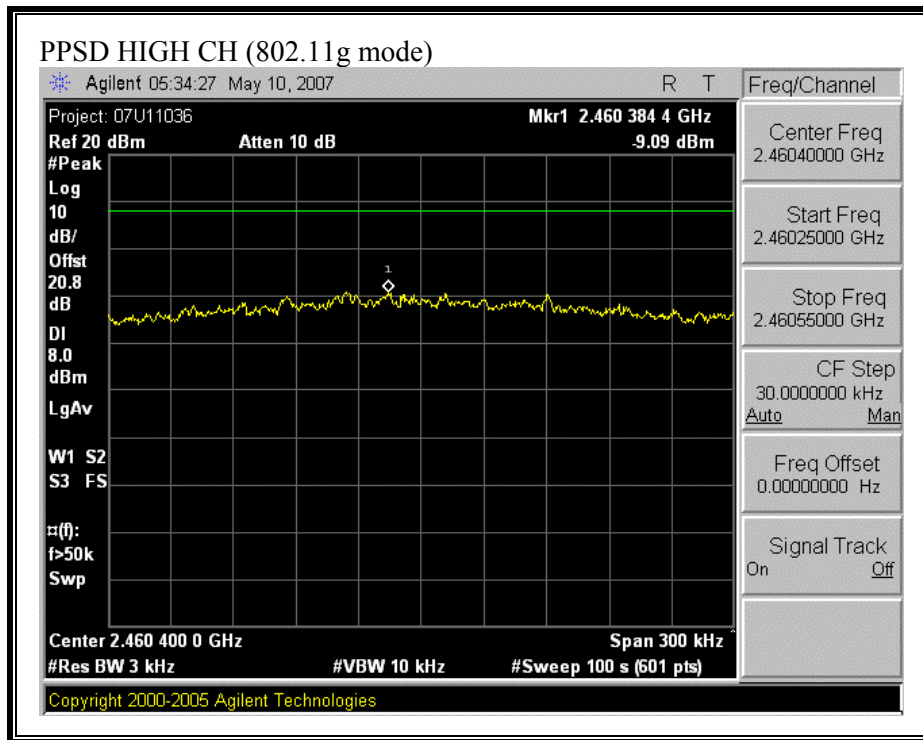 PPSD HIGH CH (802.11g mode)
Agilent 05:34:27 May 10, 2007 R T
Freq/Channel
Project: 07U11036 Mkr1 2.460 384 4 GHz
Ref 20 dBm Atten 10 dB -9.09 dBm
#Peak
Log
10
dB/
Offst
20.8
dB
DI
8.0
dBm
LgAv
W1 S2
S3 FS
¤(f):
f>50k
Swp
1
Center 2.460 400 0 GHz Span 300 kHz ^
#Res BW 3 kHz #VBW 10 kHz #Sweep 100 s (601 pts)
Copyright 2000-2005 Agilent Technologies
Center Freq
2.46040000 GHz
Start Freq
2.46025000 GHz
Stop Freq
2.46055000 GHz
CF Step
30.0000000 kHz
Auto Man
Freq Offset
0.00000000 Hz
Signal Track
On Off